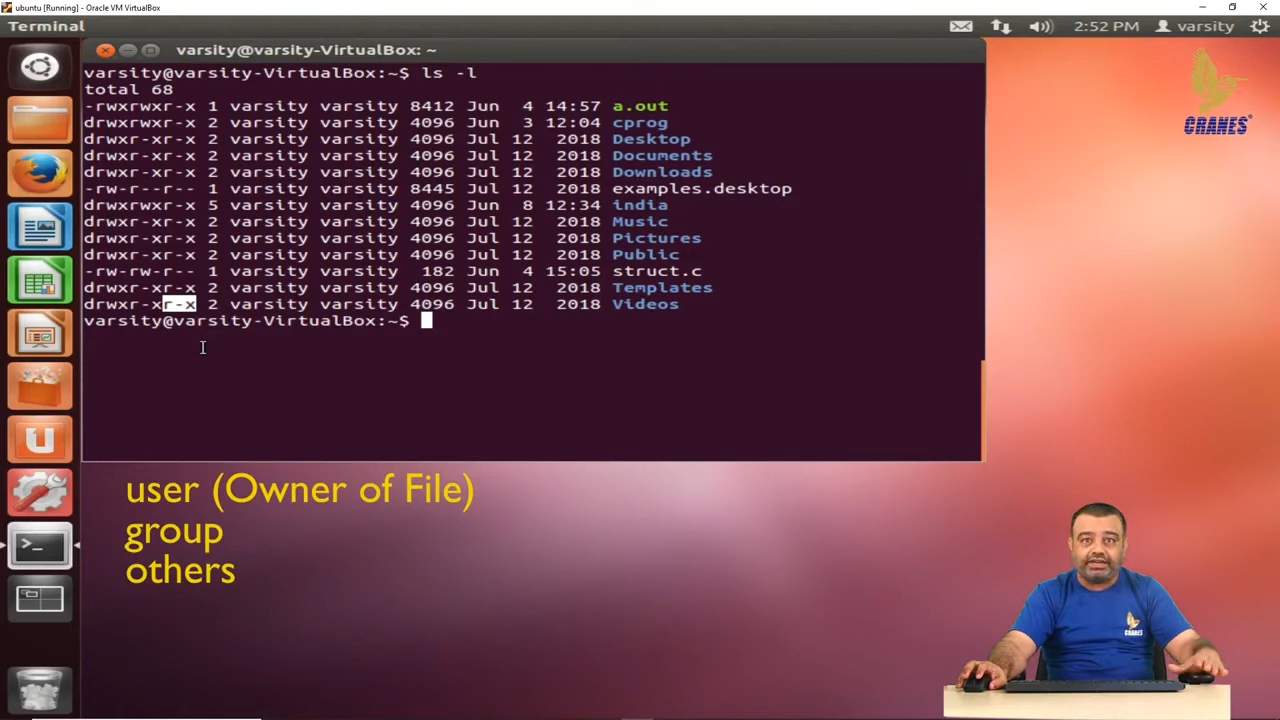 ubuntu [Running] - Oracle VM VirtualBox
Terminal
2:52 PM varsity
varsity@varsity-VirtualBox: ~
varsity@varsity-VirtualBox:~$ ls -l
total 68
-rwxrwxr-x 1 varsity varsity 8412 Jun  4 14:57 a.out
drwxrwxr-x 2 varsity varsity 4096 Jun  3 12:04 cprog
drwxr-xr-x 2 varsity varsity 4096 Jul 12  2018 Desktop
drwxr-xr-x 2 varsity varsity 4096 Jul 12  2018 Documents
drwxr-xr-x 2 varsity varsity 4096 Jul 12  2018 Downloads
-rw-r--r-- 1 varsity varsity 8445 Jul 12  2018 examples.desktop
drwxrwxr-x 5 varsity varsity 4096 Jun  8 12:34 india
drwxr-xr-x 2 varsity varsity 4096 Jul 12  2018 Music
drwxr-xr-x 2 varsity varsity 4096 Jul 12  2018 Pictures
drwxr-xr-x 2 varsity varsity 4096 Jul 12  2018 Public
-rw-rw-r-- 1 varsity varsity  182 Jun  4 15:05 struct.c
drwxr-xr-x 2 varsity varsity 4096 Jul 12  2018 Templates
drwxr-xr-x 2 varsity varsity 4096 Jul 12  2018 Videos
varsity@varsity-VirtualBox:~$
CRANES
user (Owner of File)
group
others
CRANES